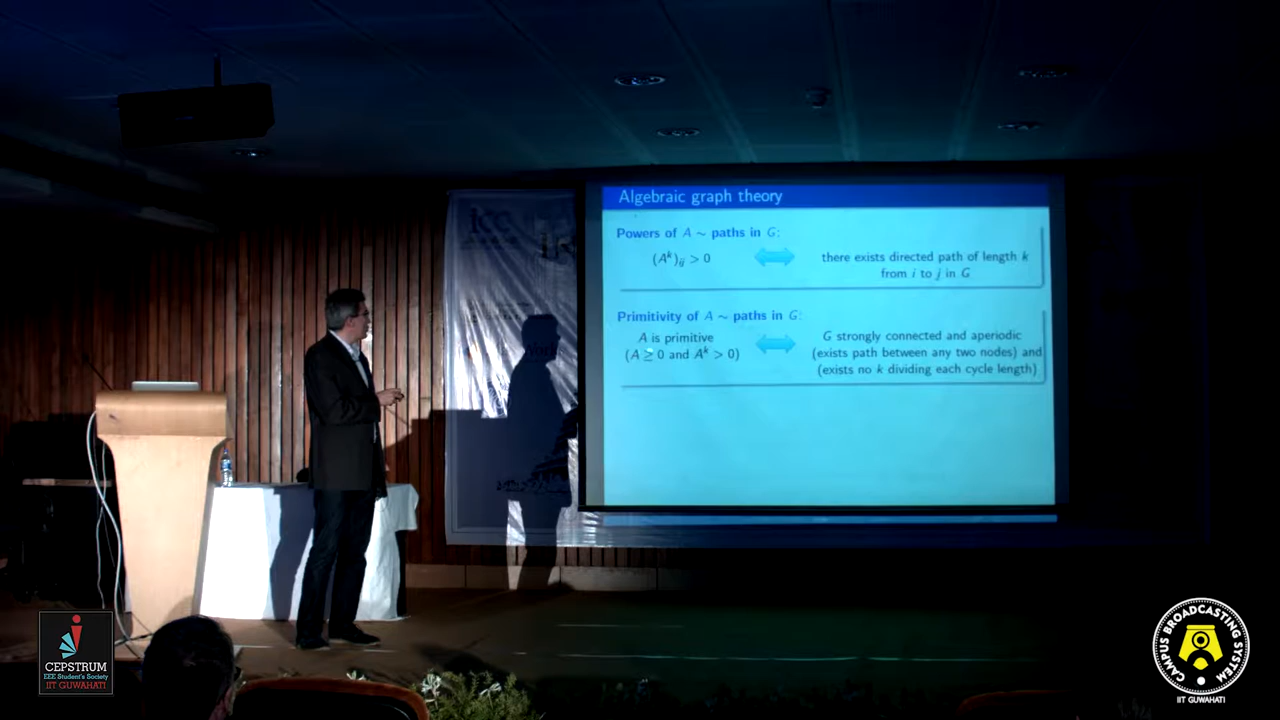 Algebraic graph theory
Powers of A ~ paths in G:
(A^k)_ij > 0
there exists directed path of length k
from i to j in G
Primitivity of A ~ paths in G:
A is primitive
(A ≥ 0 and A^k > 0)
G strongly connected and aperiodic
(exists path between any two nodes) and
(exists no k dividing each cycle length)
icc
CEPSTRUM
EEE Student's Society
IIT GUWAHATI
CAMPUS BROADCASTING SYSTEM
IIT GUWAHATI